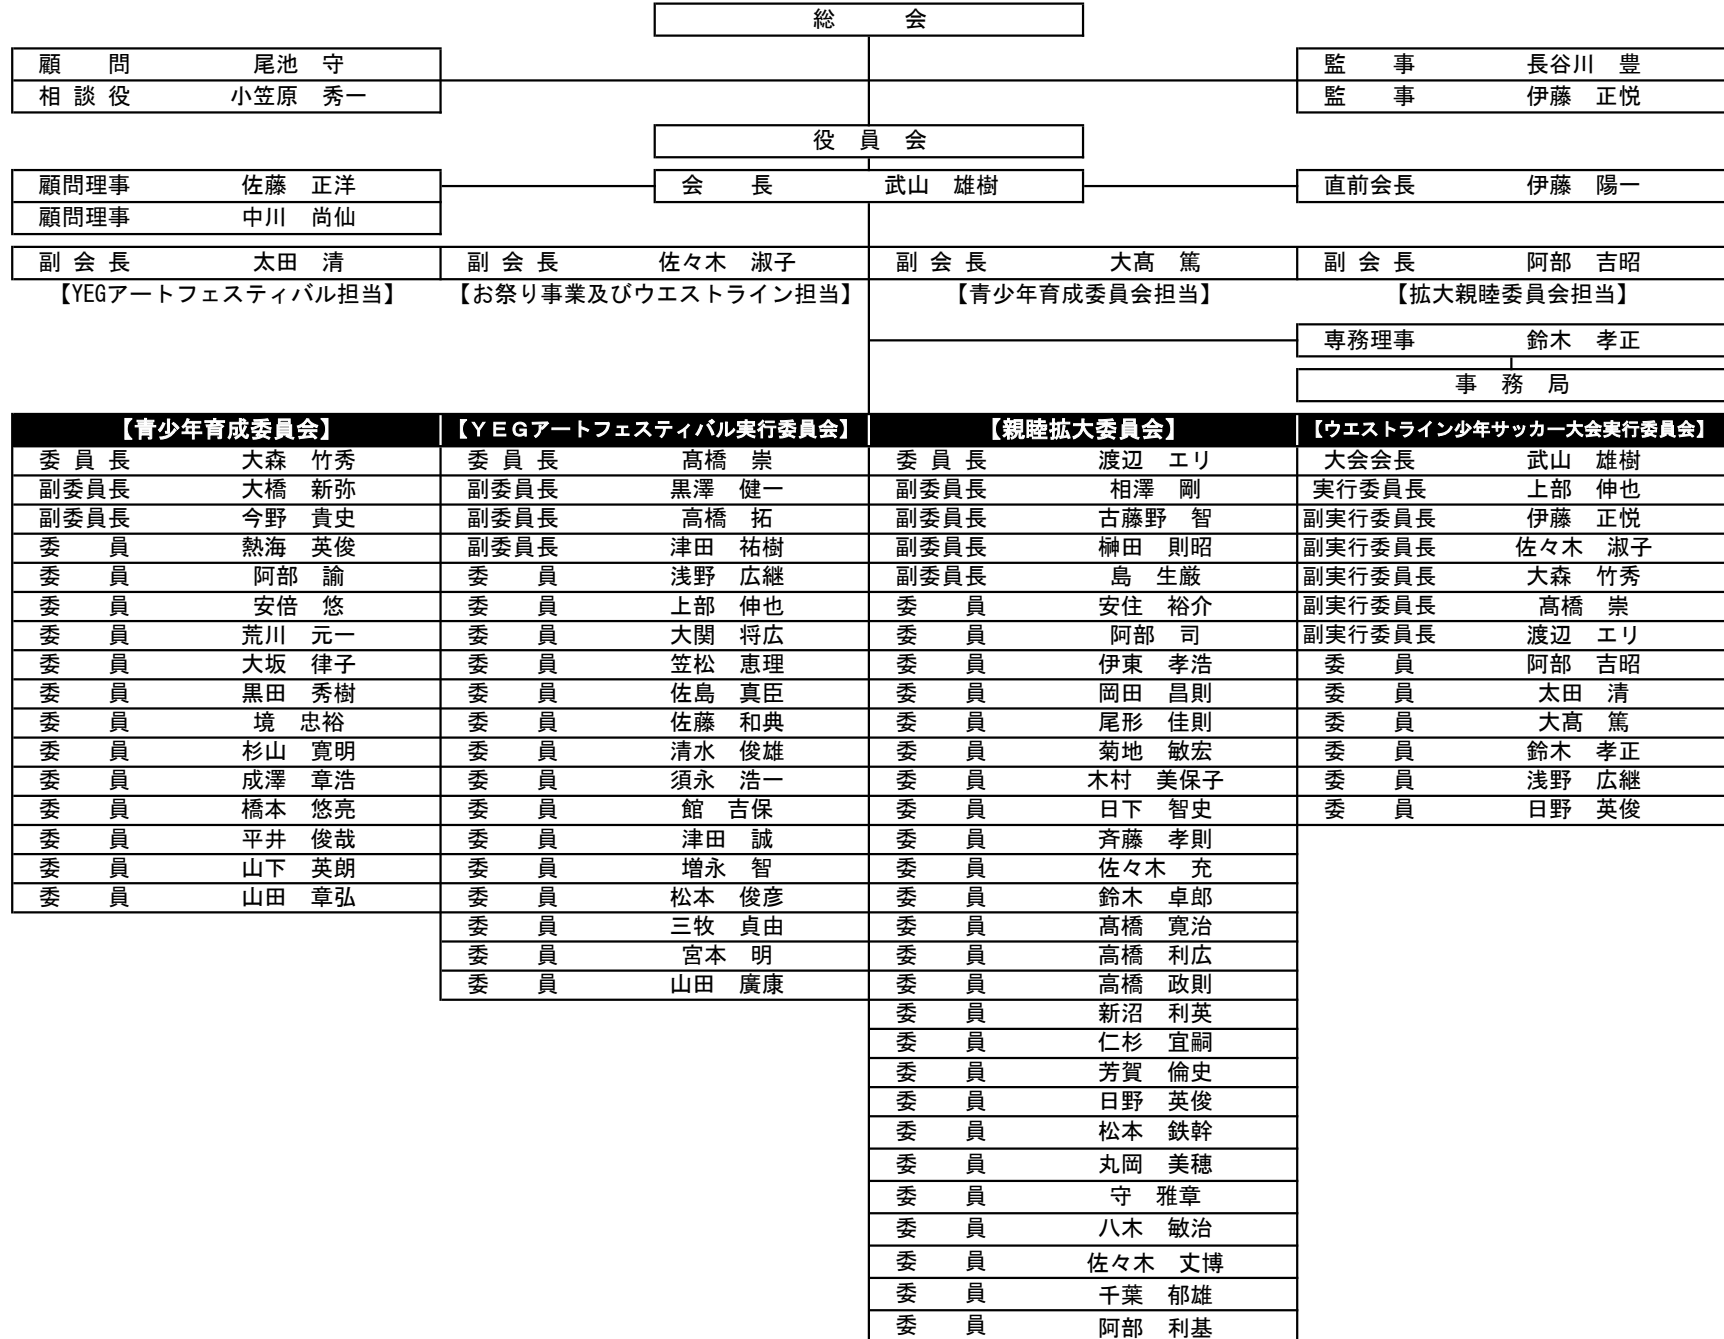 総　会
顧　問　尾池　守　監　事　長谷川　豊
相談役　小笠原　秀一　監　事　伊藤　正悦
役　員　会
顧問理事　佐藤　正洋　会　長　武山　雄樹　直前会長　伊藤　陽一
顧問理事　中川　尚仙
副会長　太田　清　副会長　佐々木　淑子　副会長　大髙　篤　副会長　阿部　吉昭
【YEGアートフェスティバル担当】　【お祭り事業及びウエストライン担当】　【青少年育成委員会担当】　【拡大親睦委員会担当】
専務理事　鈴木　孝正
事　務　局
【青少年育成委員会】
委員長　大森　竹秀
副委員長　大橋　新弥
副委員長　今野　貴史
委　員　熱海　英俊
委　員　阿部　諭
委　員　安倍　悠
委　員　荒川　元一
委　員　大坂　律子
委　員　黒田　秀樹
委　員　境　忠裕
委　員　杉山　寛明
委　員　成澤　章浩
委　員　橋本　悠亮
委　員　平井　俊哉
委　員　山下　英朗
委　員　山田　章弘
【ＹＥＧアートフェスティバル実行委員会】
委員長　髙橋　崇
副委員長　黒澤　健一
副委員長　高橋　拓
副委員長　津田　祐樹
委　員　浅野　広継
委　員　上部　伸也
委　員　大関　将広
委　員　笠松　恵理
委　員　佐島　真臣
委　員　佐藤　和典
委　員　清水　俊雄
委　員　須永　浩一
委　員　館　吉保
委　員　津田　誠
委　員　増永　智
委　員　松本　俊彦
委　員　三牧　貞由
委　員　宮本　明
委　員　山田　廣康
【親睦拡大委員会】
委員長　渡辺　エリ
副委員長　相澤　剛
副委員長　古藤野　智
副委員長　榊田　則昭
副委員長　島　生厳
委　員　安住　裕介
委　員　阿部　司
委　員　伊東　孝浩
委　員　岡田　昌則
委　員　尾形　佳則
委　員　菊地　敏宏
委　員　木村　美保子
委　員　日下　智史
委　員　斉藤　孝則
委　員　佐々木　充
委　員　鈴木　卓郎
委　員　髙橋　寛治
委　員　高橋　利広
委　員　高橋　政則
委　員　新沼　利英
委　員　仁杉　宜嗣
委　員　芳賀　倫史
委　員　日野　英俊
委　員　松本　鉄幹
委　員　丸岡　美穂
委　員　守　雅章
委　員　八木　敏治
委　員　佐々木　丈博
委　員　千葉　郁雄
委　員　阿部　利基
【ウエストライン少年サッカー大会実行委員会】
大会会長　武山　雄樹
実行委員長　上部　伸也
副実行委員長　伊藤　正悦
副実行委員長　佐々木　淑子
副実行委員長　大森　竹秀
副実行委員長　髙橋　崇
副実行委員長　渡辺　エリ
委　員　阿部　吉昭
委　員　太田　清
委　員　大髙　篤
委　員　鈴木　孝正
委　員　浅野　広継
委　員　日野　英俊